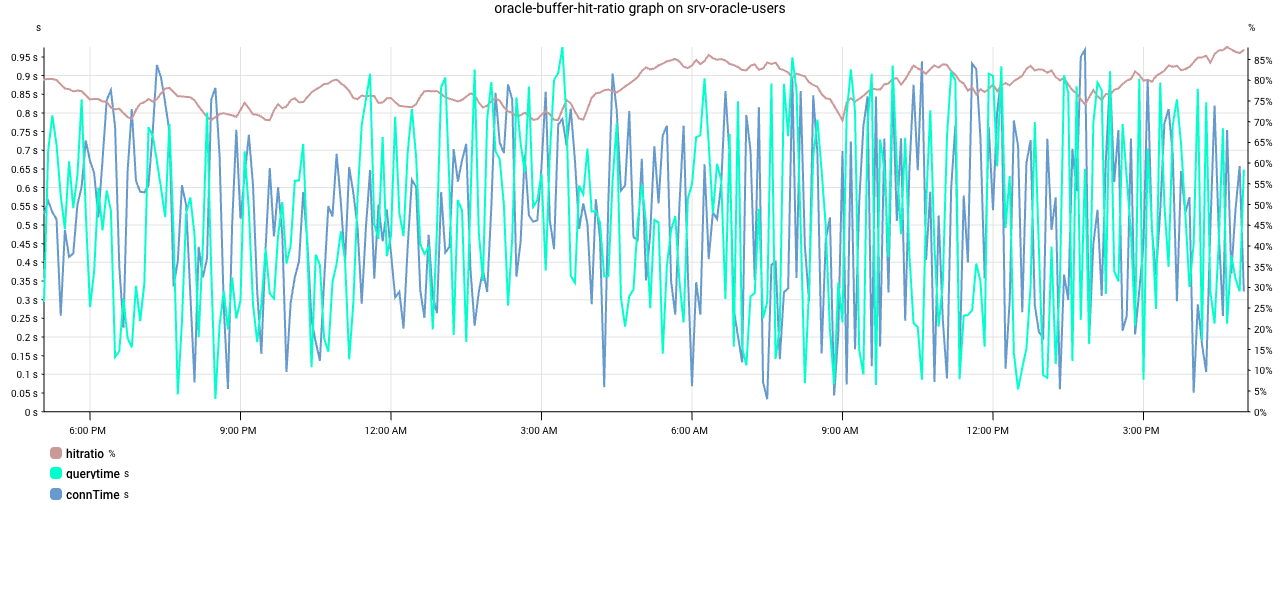 oracle-buffer-hit-ratio graph on srv-oracle-users
s %
0.95 s 85%
0.9 s 80%
0.85 s 75%
0.8 s 70%
0.75 s 65%
0.7 s 60%
0.65 s 55%
0.6 s 50%
0.55 s 45%
0.5 s 40%
0.45 s 35%
0.4 s 30%
0.35 s 25%
0.3 s 20%
0.25 s 15%
0.2 s 10%
0.15 s 5%
0.1 s 0%
0.05 s
0 s
6:00 PM 9:00 PM 12:00 AM 3:00 AM 6:00 AM 9:00 AM 12:00 PM 3:00 PM
hitratio %
querytime s
connTime s